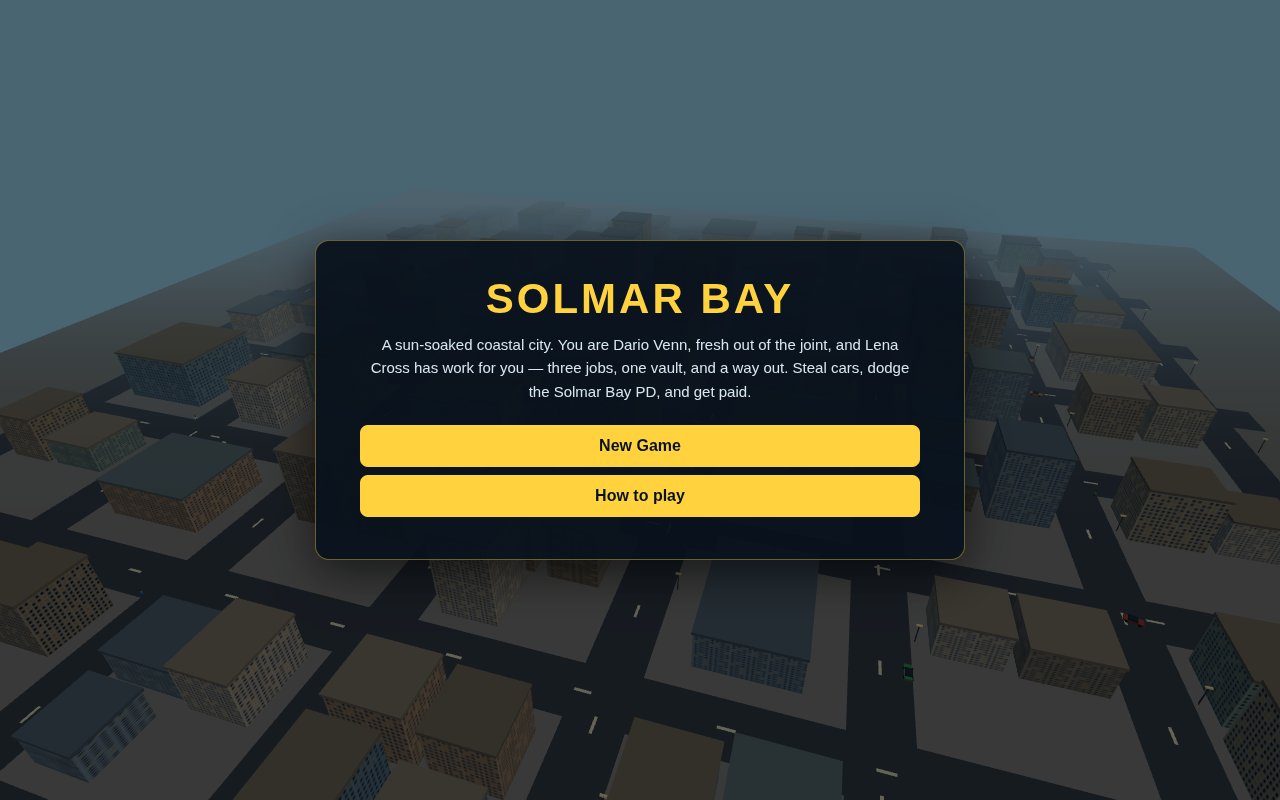 SOLMAR BAY
A sun-soaked coastal city. You are Dario Venn, fresh out of the joint, and Lena
Cross has work for you — three jobs, one vault, and a way out. Steal cars, dodge
the Solmar Bay PD, and get paid.
New Game
How to play